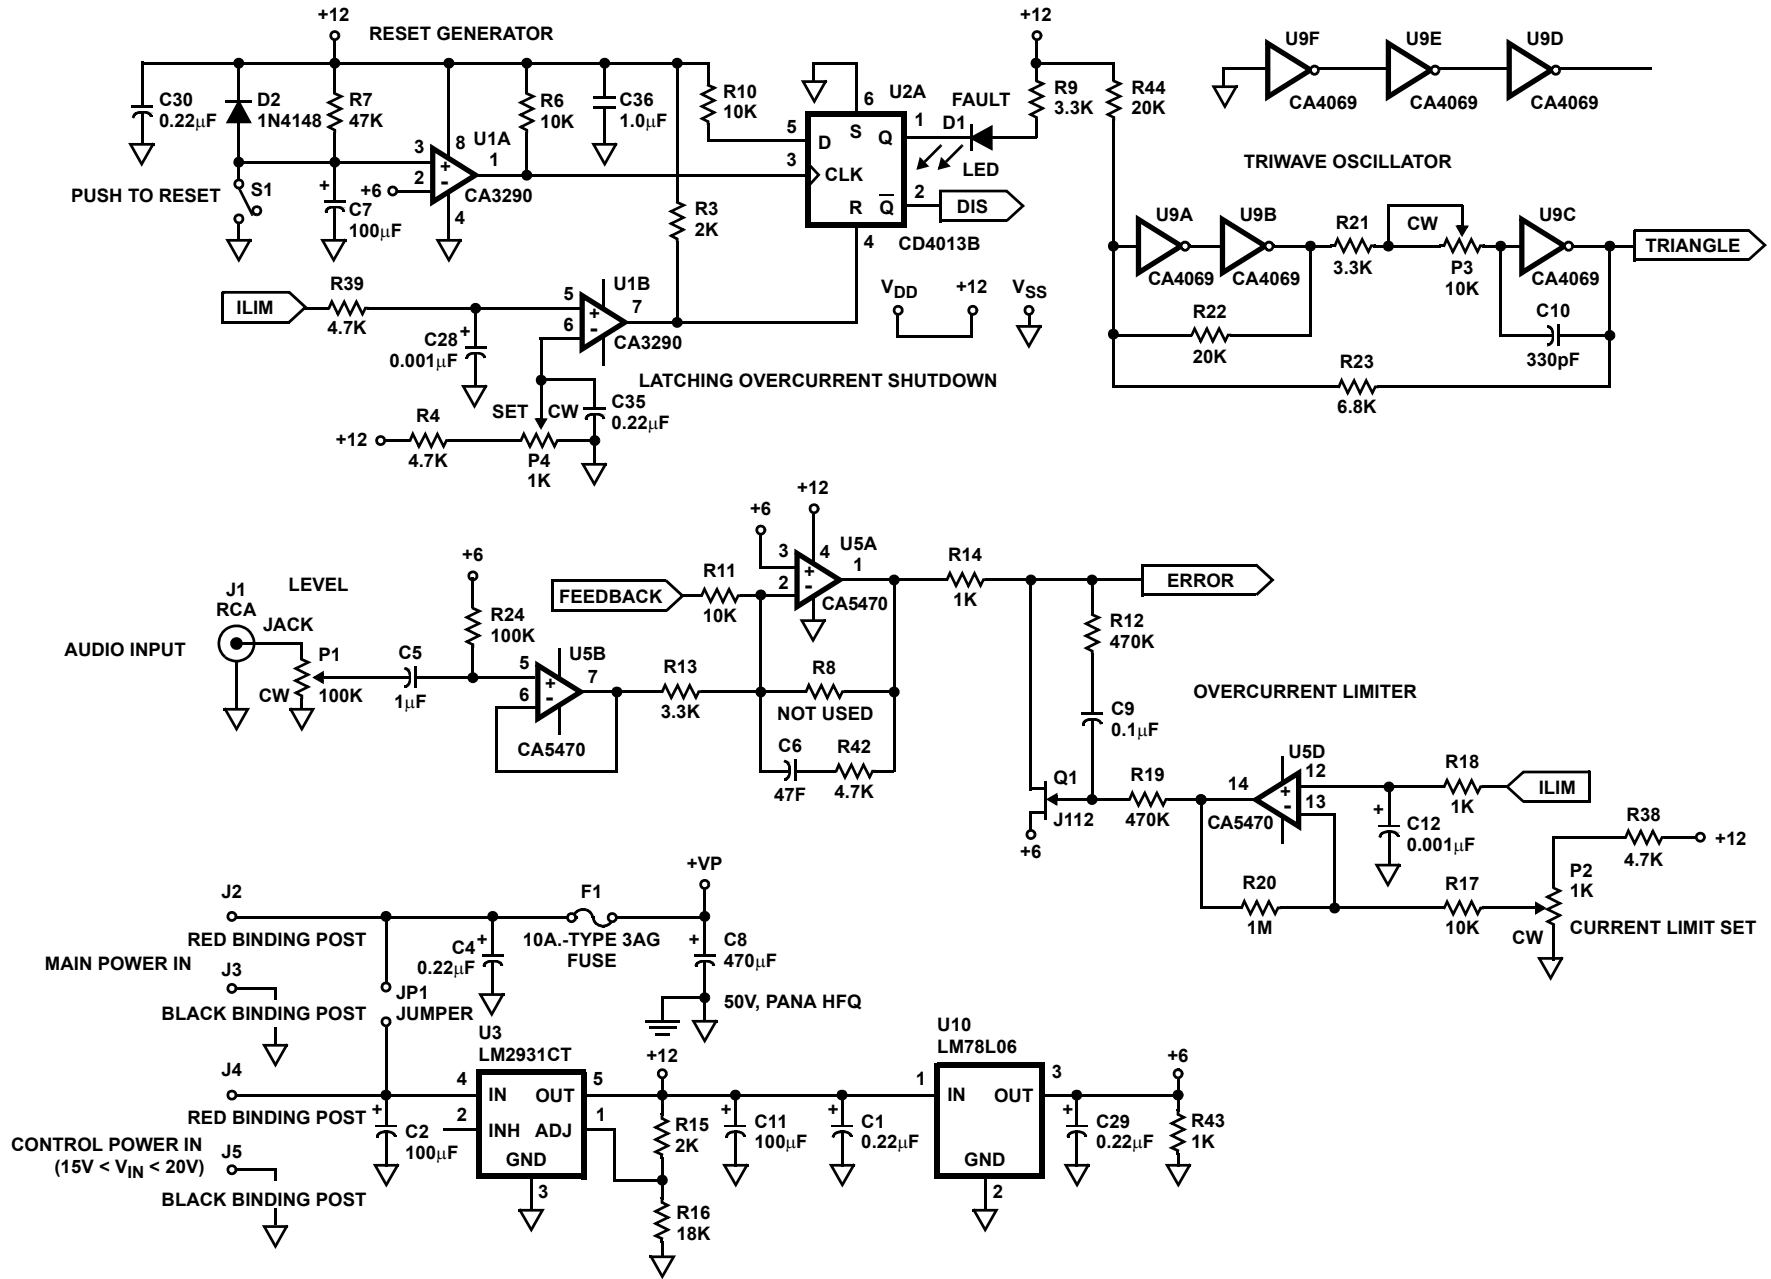 +12
RESET GENERATOR
C30
0.22μF
D2
1N4148
R7
47K
U1A
3
2
8
1
4
+
-
+6
CA3290
R6
10K
C36
1.0μF
R10
10K
PUSH TO RESET
S1
+
C7
100μF
R3
2K
U2A
6
5
3
S
D
CLK
R
Q
Q
1
2
4
CD4013B
DIS
FAULT
D1
LED
+12
R9
3.3K
R44
20K
U9F
CA4069
U9E
CA4069
U9D
CA4069
TRIWAVE OSCILLATOR
U9A
CA4069
U9B
CA4069
R21
3.3K
CW
P3
10K
U9C
CA4069
TRIANGLE
R22
20K
C10
330pF
R23
6.8K
VDD
+12
VSS
ILIM
R39
4.7K
C28
+
0.001μF
U1B
5
6
7
+
-
CA3290
LATCHING OVERCURRENT SHUTDOWN
SET
CW
C35
0.22μF
+12
R4
4.7K
P4
1K
AUDIO INPUT
J1
RCA
JACK
LEVEL
P1
100K
CW
C5
1μF
+6
R24
100K
U5B
5
6
7
+
-
CA5470
R13
3.3K
FEEDBACK
R11
10K
+6
+12
U5A
3
2
4
1
+
-
CA5470
R8
NOT USED
C6
47F
R42
4.7K
R14
1K
ERROR
R12
470K
C9
0.1μF
Q1
J112
+6
R19
470K
OVERCURRENT LIMITER
U5D
14
12
13
+
-
CA5470
R18
1K
ILIM
+
C12
0.001μF
R38
4.7K
+12
P2
1K
R20
1M
R17
10K
CW
CURRENT LIMIT SET
J2
RED BINDING POST
MAIN POWER IN
J3
BLACK BINDING POST
JP1
JUMPER
C4
+
0.22μF
F1
10A.-TYPE 3AG
FUSE
+VP
+
C8
470μF
50V, PANA HFQ
J4
RED BINDING POST
CONTROL POWER IN
(15V < VIN < 20V)
J5
BLACK BINDING POST
+
C2
100μF
U3
LM2931CT
4
2
IN
OUT
INH
ADJ
GND
5
1
3
+12
R15
2K
R16
18K
+
C11
100μF
+
C1
0.22μF
U10
LM78L06
1
IN
OUT
GND
3
2
+
C29
0.22μF
+6
R43
1K